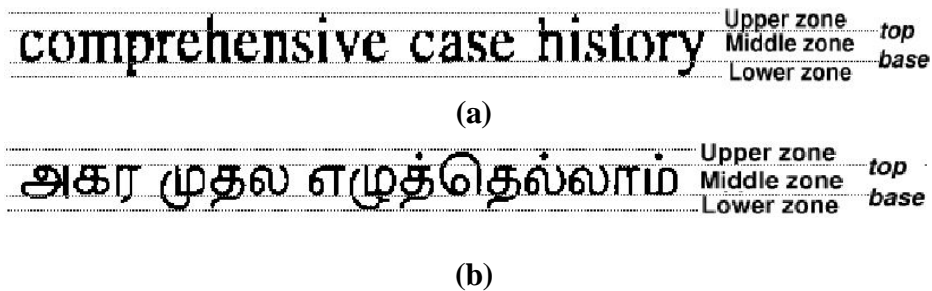 comprehensive case history
Upper zone
Middle zone
Lower zone
top
base
(a)
அகர முதல எழுத்தெல்லாம்
Upper zone
Middle zone
Lower zone
top
base
(b)